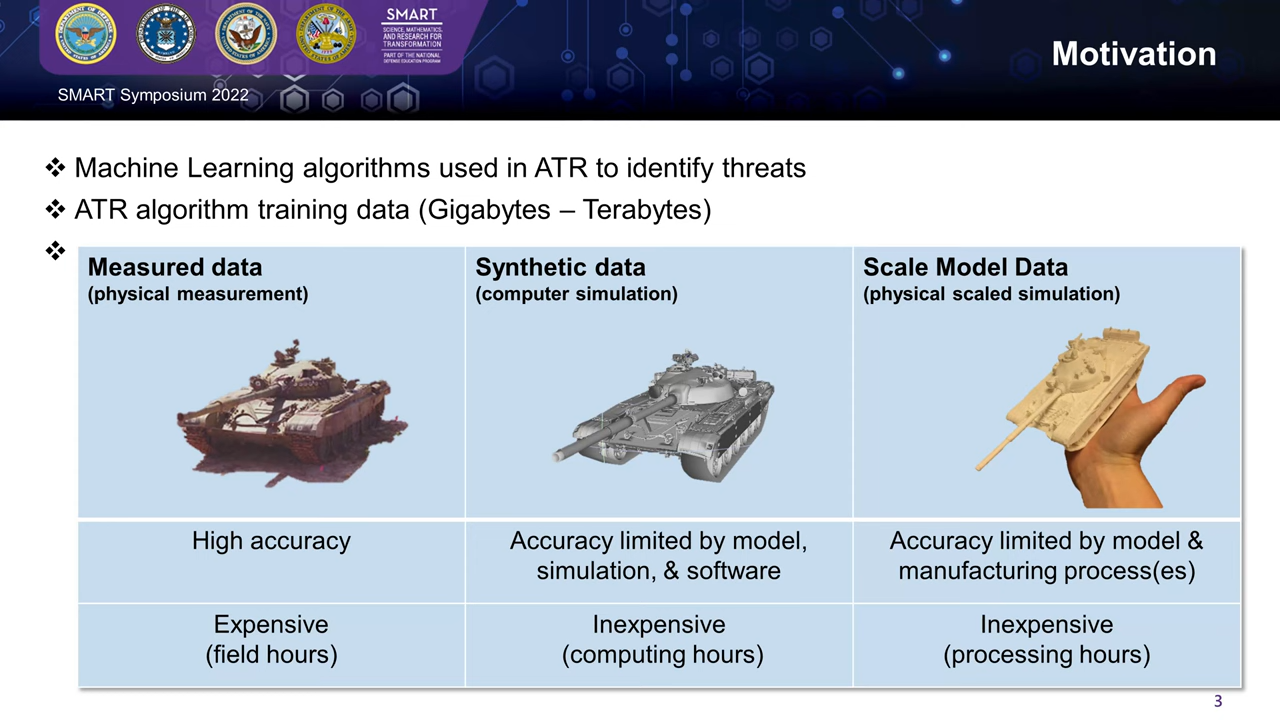 SMART
SCIENCE, MATHEMATICS,
AND RESEARCH FOR
TRANSFORMATION
PART OF THE NATIONAL
DEFENSE EDUCATION PROGRAM
Motivation
SMART Symposium 2022
❖ Machine Learning algorithms used in ATR to identify threats
❖ ATR algorithm training data (Gigabytes – Terabytes)
❖
Measured data
(physical measurement)
Synthetic data
(computer simulation)
Scale Model Data
(physical scaled simulation)
High accuracy
Accuracy limited by model,
simulation, & software
Accuracy limited by model &
manufacturing process(es)
Expensive
(field hours)
Inexpensive
(computing hours)
Inexpensive
(processing hours)
3